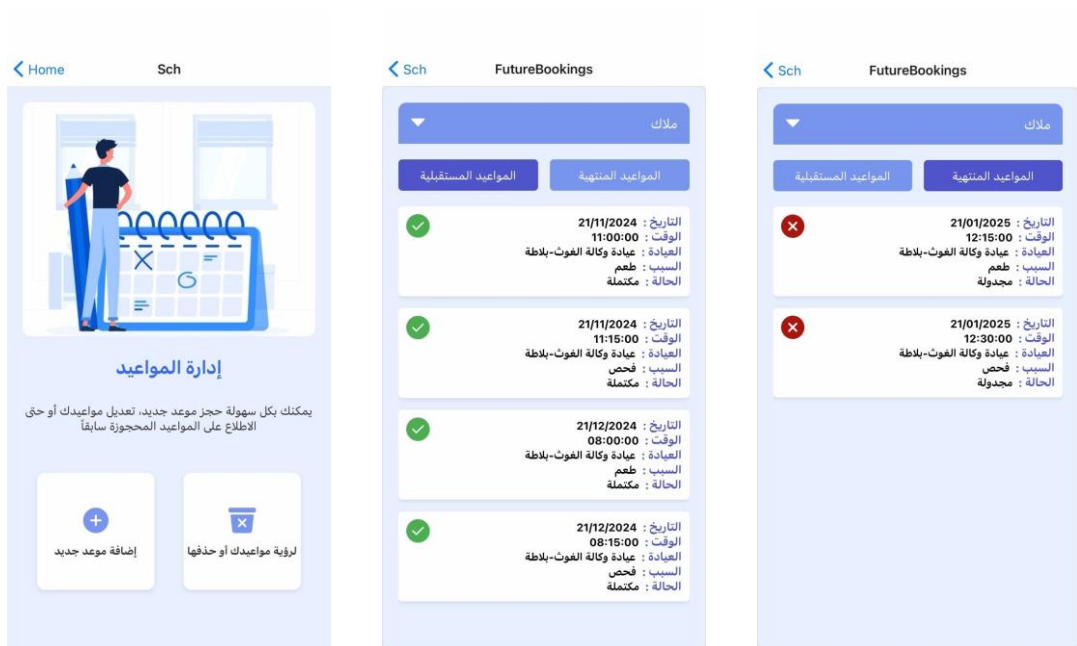 Home
Sch
إدارة المواعيد
يمكنك بكل سهولة حجز موعد جديد، تعديل مواعيدك أو حتى
الاطلاع على المواعيد المحجوزة سابقاً
لرؤية مواعيدك أو حذفها
إضافة موعد جديد
Sch
FutureBookings
ملاك
المواعيد المنتهية
المواعيد المستقبلية
التاريخ : 21/11/2024
الوقت : 11:00:00
العيادة : عيادة وكالة الغوث-بلاطة
السبب : طعم
الحالة : مكتملة
التاريخ : 21/11/2024
الوقت : 11:15:00
العيادة : عيادة وكالة الغوث-بلاطة
السبب : فحص
الحالة : مكتملة
التاريخ : 21/12/2024
الوقت : 08:00:00
العيادة : عيادة وكالة الغوث-بلاطة
السبب : طعم
الحالة : مكتملة
التاريخ : 21/12/2024
الوقت : 08:15:00
العيادة : عيادة وكالة الغوث-بلاطة
السبب : فحص
الحالة : مكتملة
Sch
FutureBookings
ملاك
المواعيد المنتهية
المواعيد المستقبلية
التاريخ : 21/01/2025
الوقت : 12:15:00
العيادة : عيادة وكالة الغوث-بلاطة
السبب : طعم
الحالة : مجدولة
التاريخ : 21/01/2025
الوقت : 12:30:00
العيادة : عيادة وكالة الغوث-بلاطة
السبب : فحص
الحالة : مجدولة